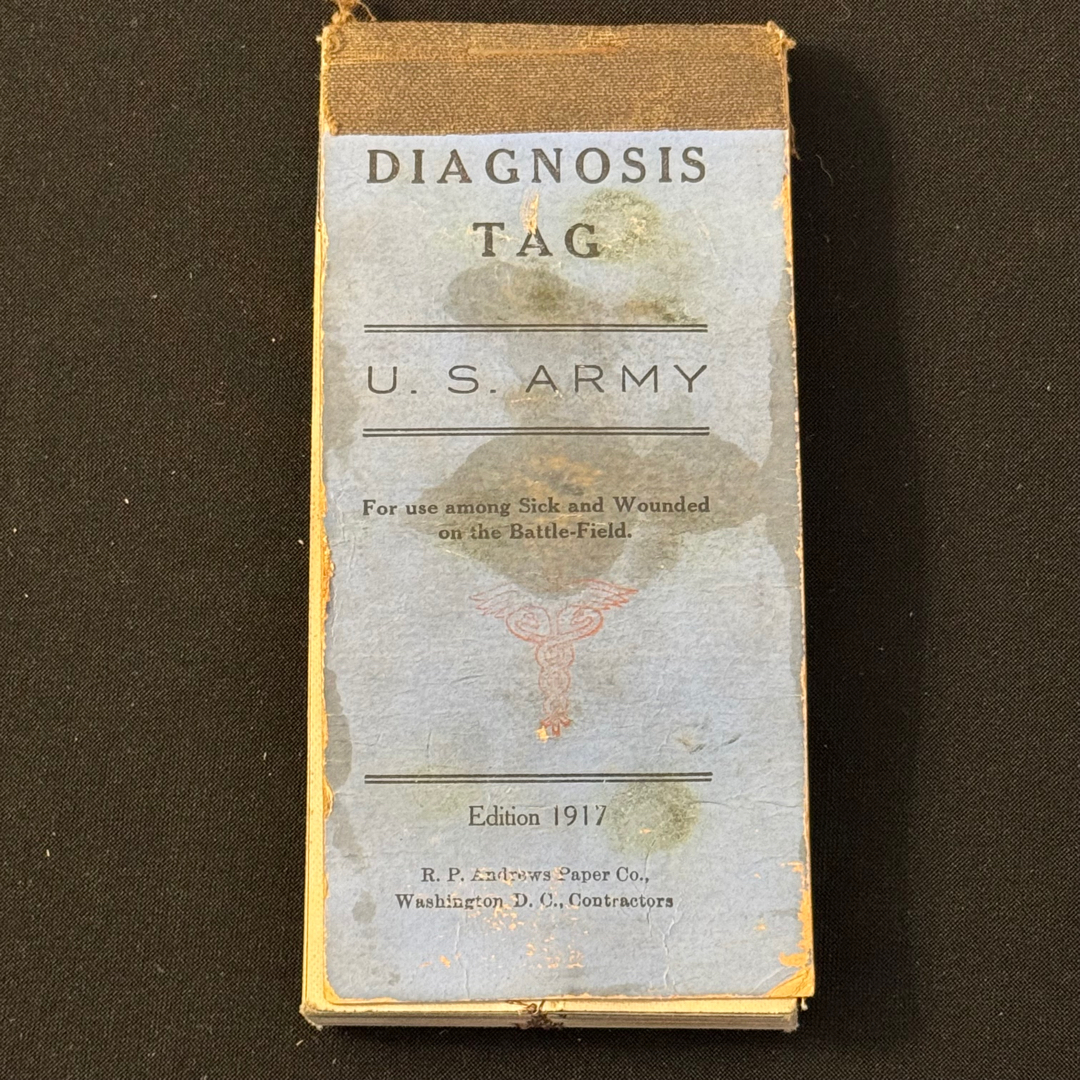 DIAGNOSIS
TAG
U. S. ARMY
For use among Sick and Wounded
on the Battle-Field.
Edition 1917
R. P. Andrews Paper Co.,
Washington D. C., Contractors